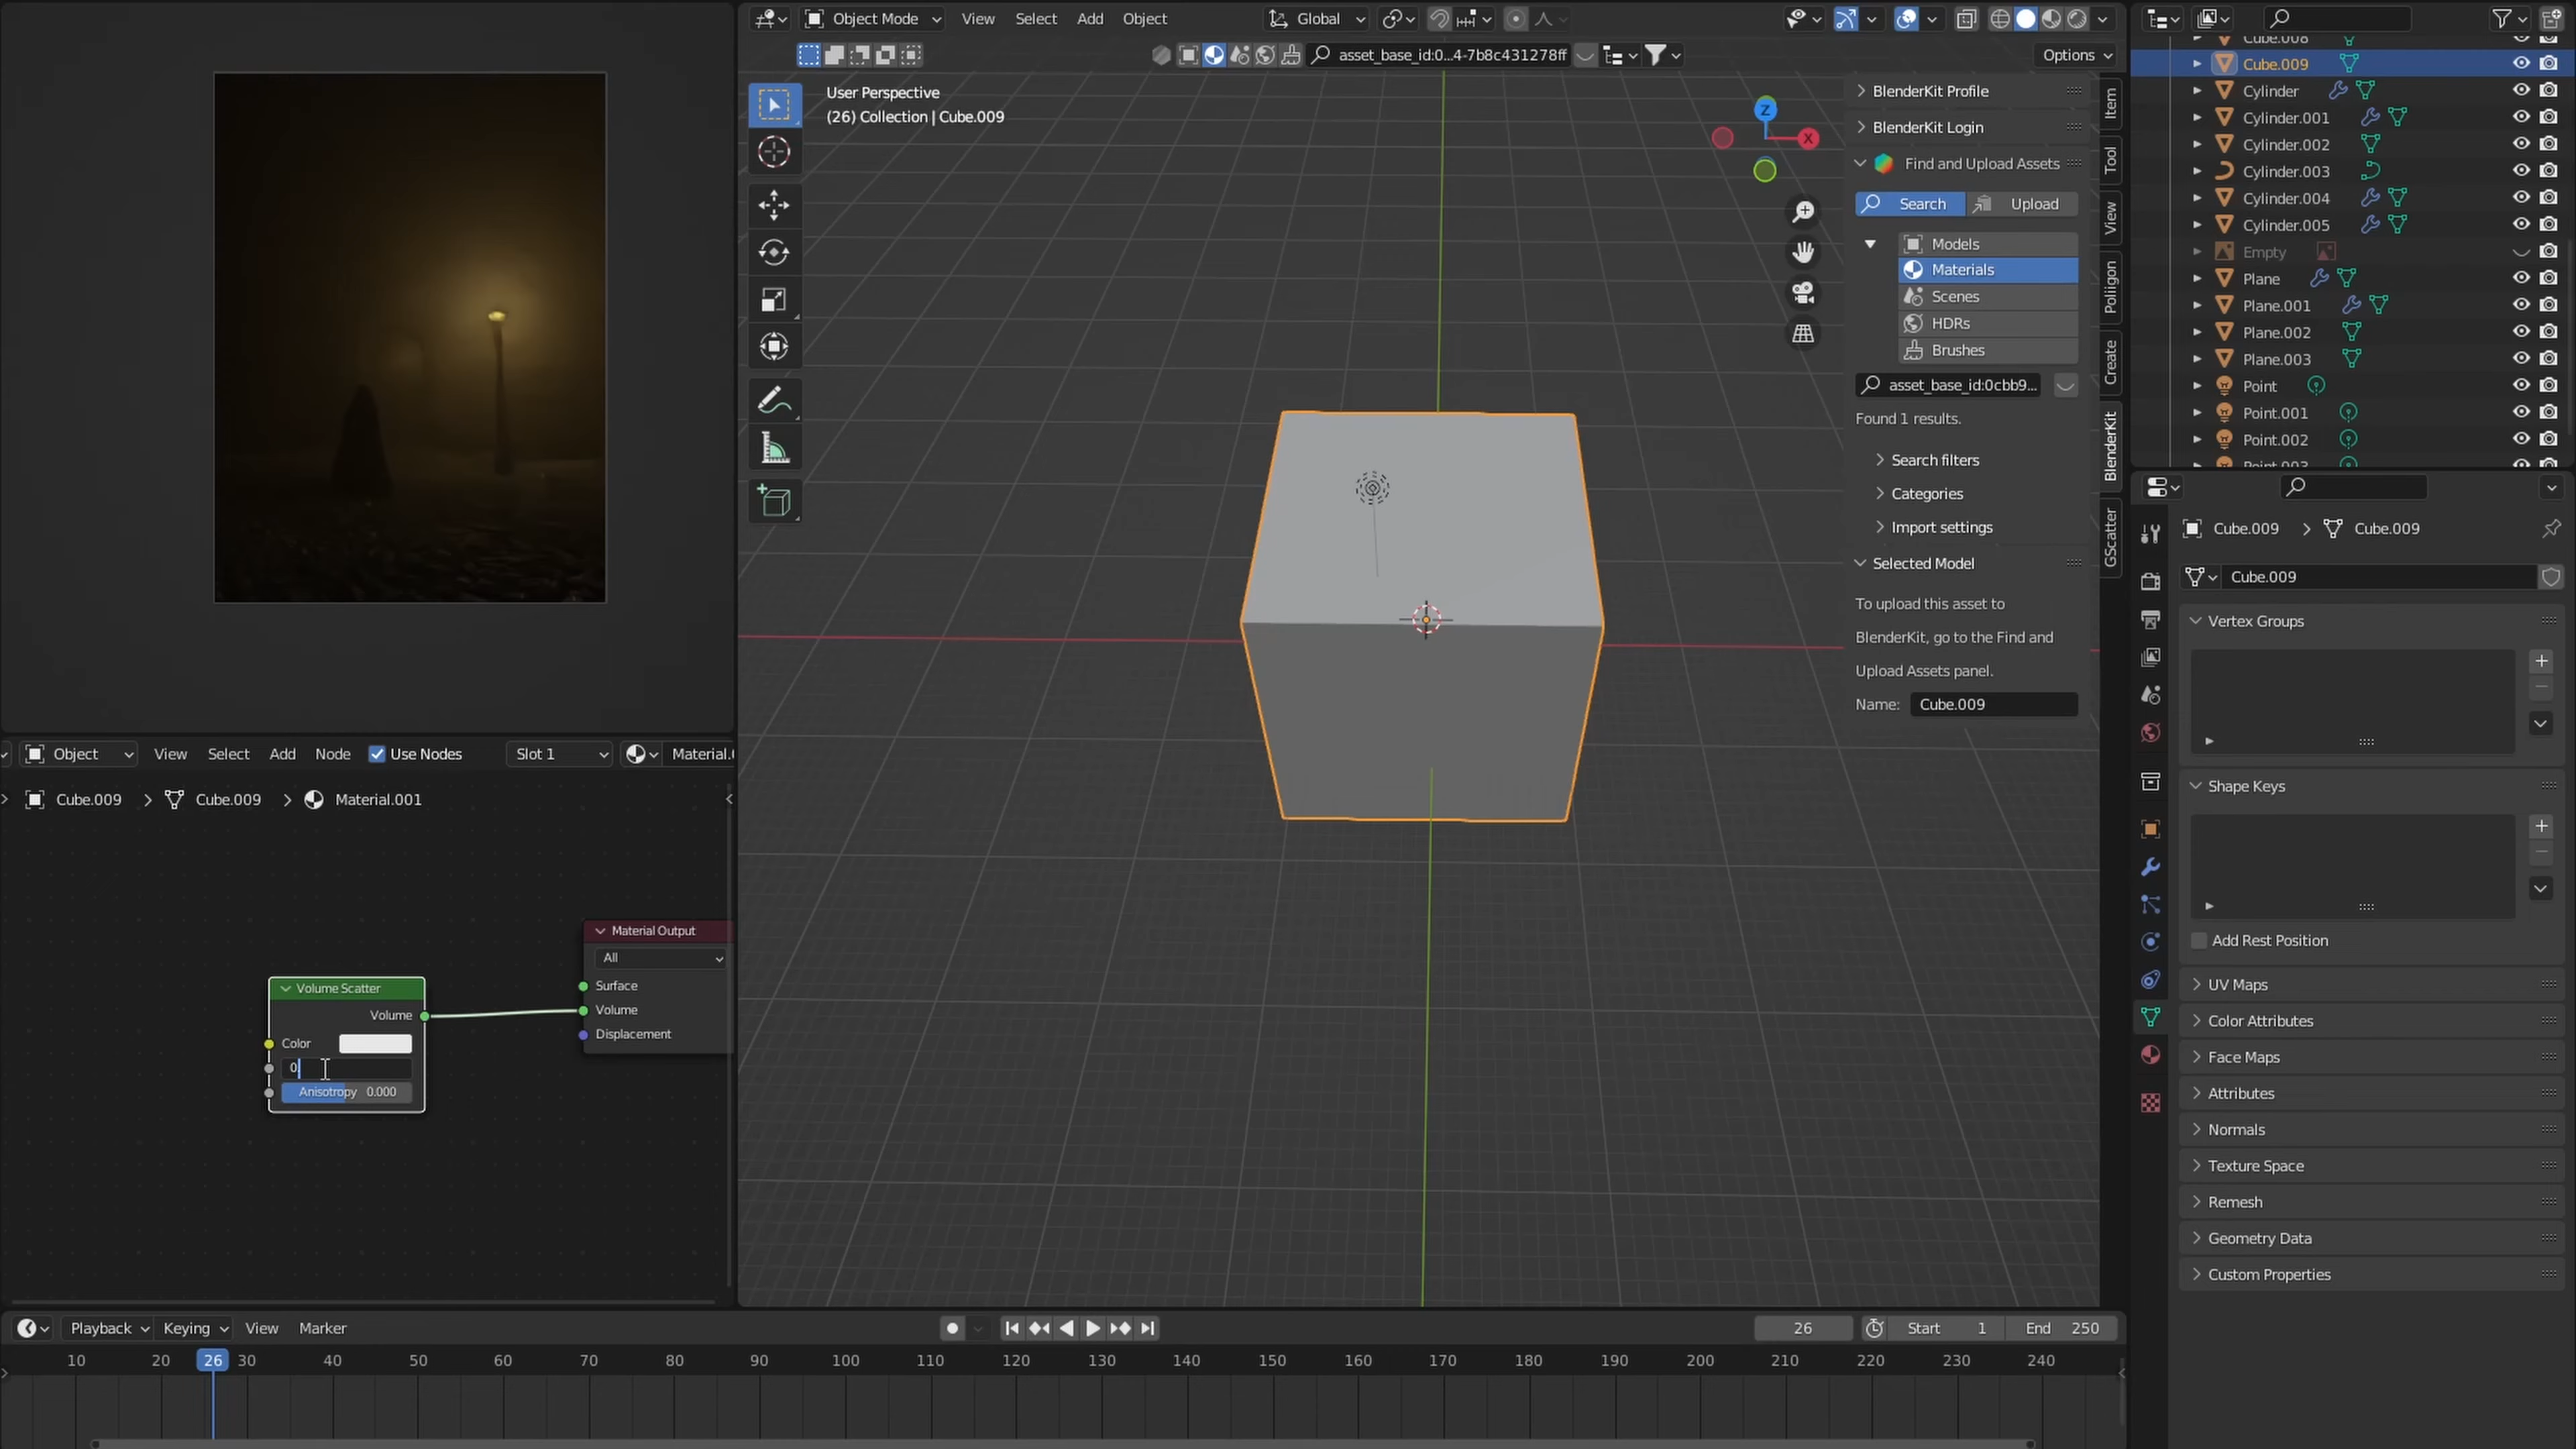 Object Mode View Select Add Object Global
asset_base_id:0...4-7b8c431278ff Options
User Perspective
(26) Collection | Cube.009
Z
X
BlenderKit Profile
BlenderKit Login
Find and Upload Assets
Search Upload
Models
Materials
Scenes
HDRs
Brushes
asset_base_id:0cbb9...
Found 1 results.
Search filters
Categories
Import settings
Selected Model
To upload this asset to
BlenderKit, go to the Find and
Upload Assets panel.
Name: Cube.009
Item
Tool
View
Poliigon
Create
BlenderKit
GScatter
Cube.008
Cube.009
Cylinder
Cylinder.001
Cylinder.002
Cylinder.003
Cylinder.004
Cylinder.005
Empty
Plane
Plane.001
Plane.002
Plane.003
Point
Point.001
Point.002
Point.003
Cube.009 > Cube.009
Cube.009
Vertex Groups
Shape Keys
Add Rest Position
UV Maps
Color Attributes
Face Maps
Attributes
Normals
Texture Space
Remesh
Geometry Data
Custom Properties
Object View Select Add Node Use Nodes Slot 1 Material.
Cube.009 > Cube.009 > Material.001
Material Output
All
Surface
Volume
Displacement
Volume Scatter
Volume
Color
0
Anisotropy 0.000
Playback Keying View Marker 26 Start 1 End 250
10 20 26 30 40 50 60 70 80 90 100 110 120 130 140 150 160 170 180 190 200 210 220 230 240